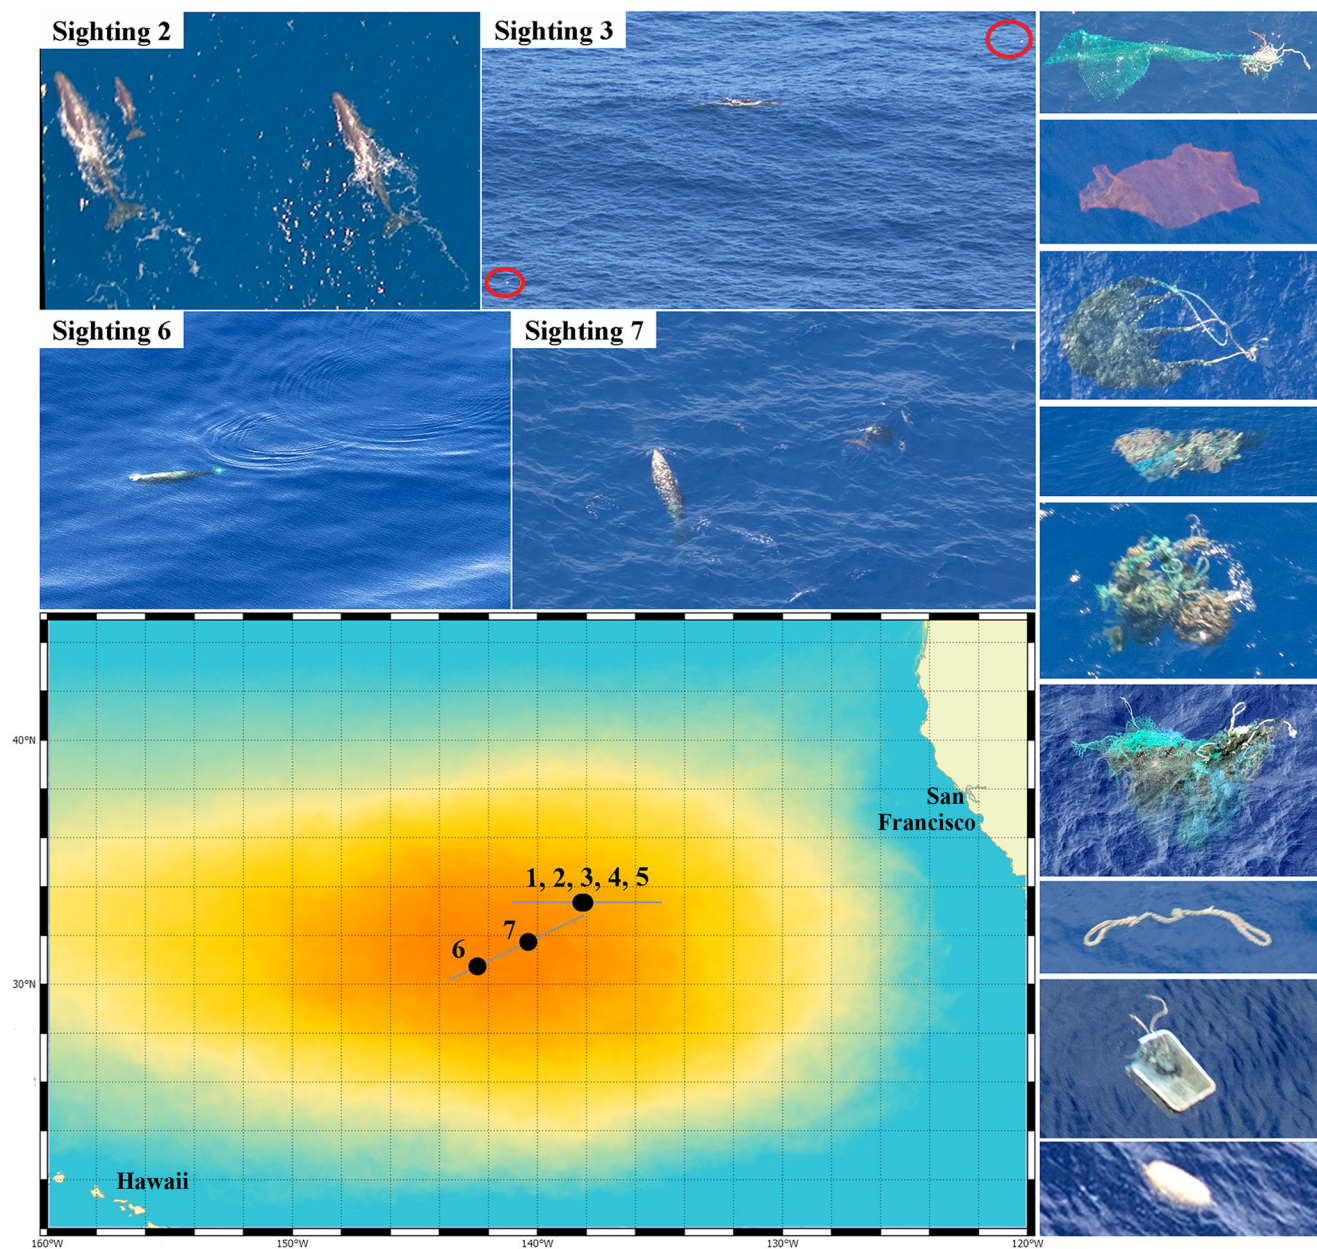 Sighting 2
Sighting 3
Sighting 6
Sighting 7
40°N
San
Francisco
1, 2, 3, 4, 5
7
6
30°N
Hawaii
160°W
150°W
140°W
130°W
120°W